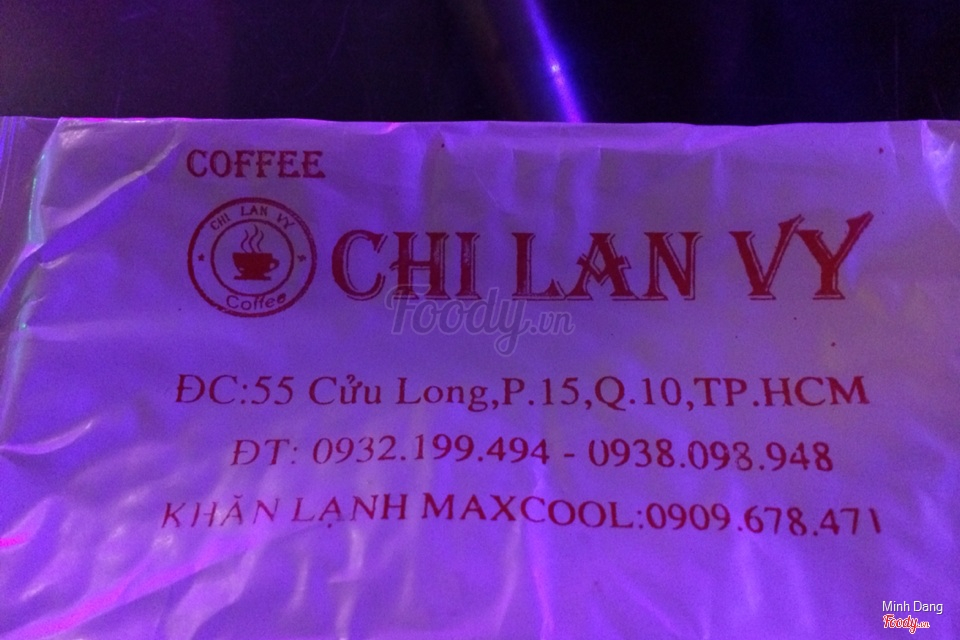 COFFEE
CHI LAN VY
Coffee
CHI LAN VY
Foody.vn
ĐC:55 Cửu Long,P.15,Q.10,TP.HCM
ĐT: 0932.199.494 - 0938.098.948
KHĂN LẠNH MAXCOOL:0909.678.471
Minh Dang
Foody.vn